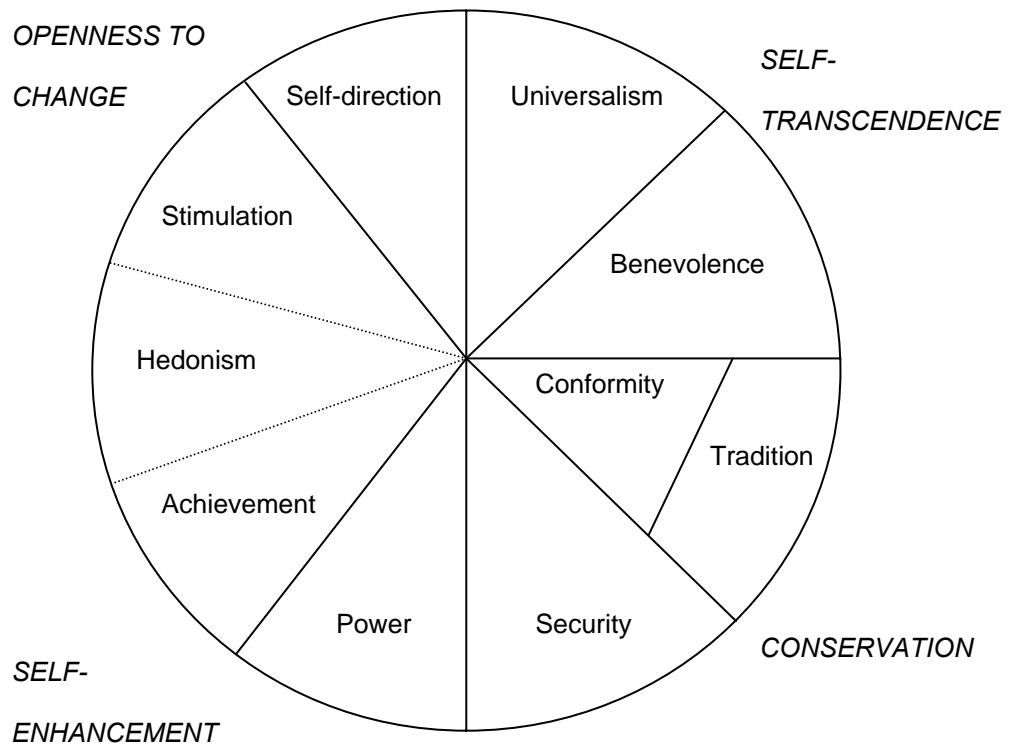 OPENNESS TO
CHANGE
SELF-
TRANSCENDENCE
Self-direction
Universalism
Stimulation
Benevolence
Hedonism
Conformity
Tradition
Achievement
Power
Security
SELF-
ENHANCEMENT
CONSERVATION